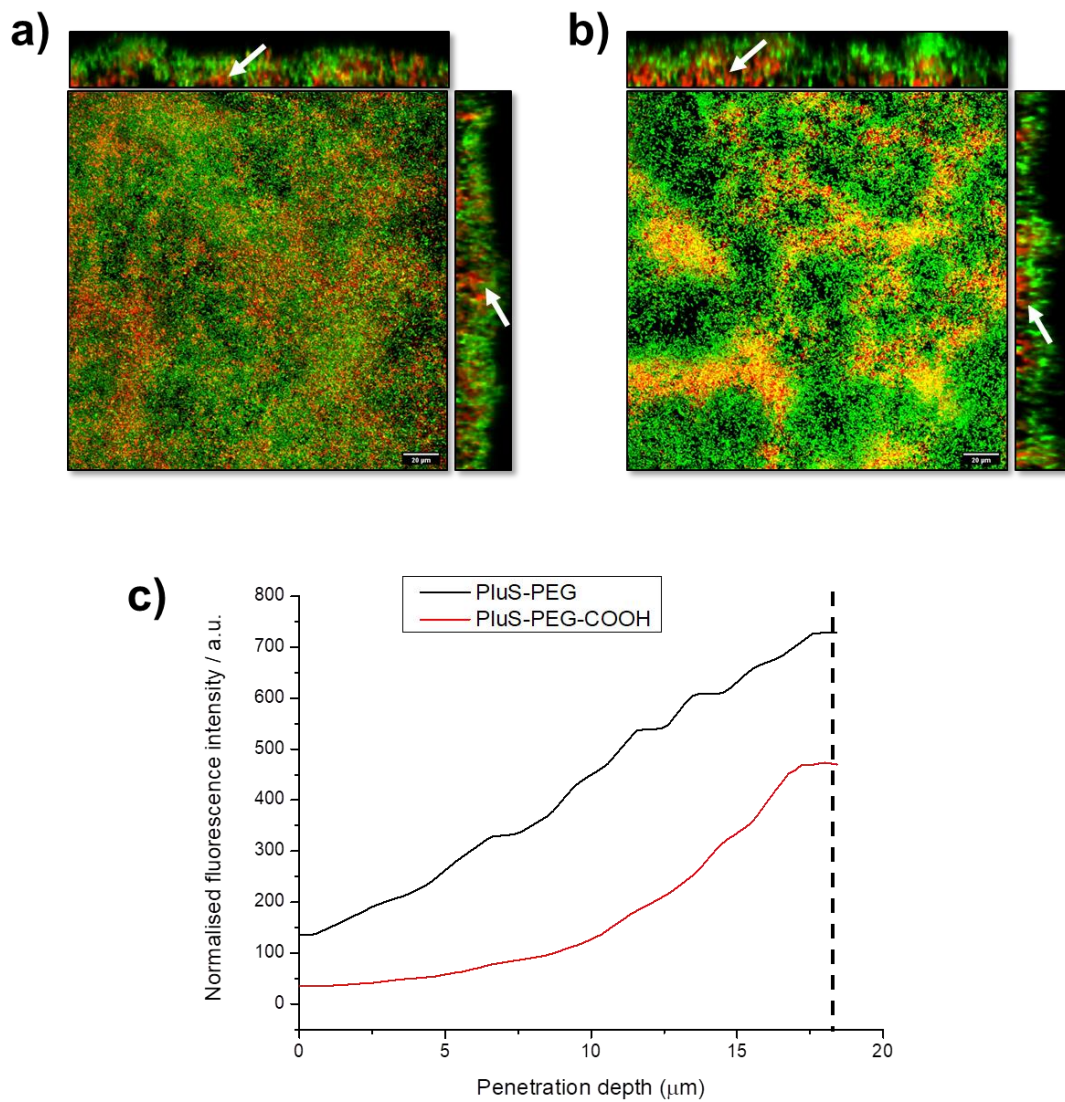 a)
b)
20 µm
20 µm
c)
PluS-PEG
PluS-PEG-COOH
Normalised fluorescence intensity / a.u.
800
700
600
500
400
300
200
100
0
0 5 10 15 20
Penetration depth (µm)